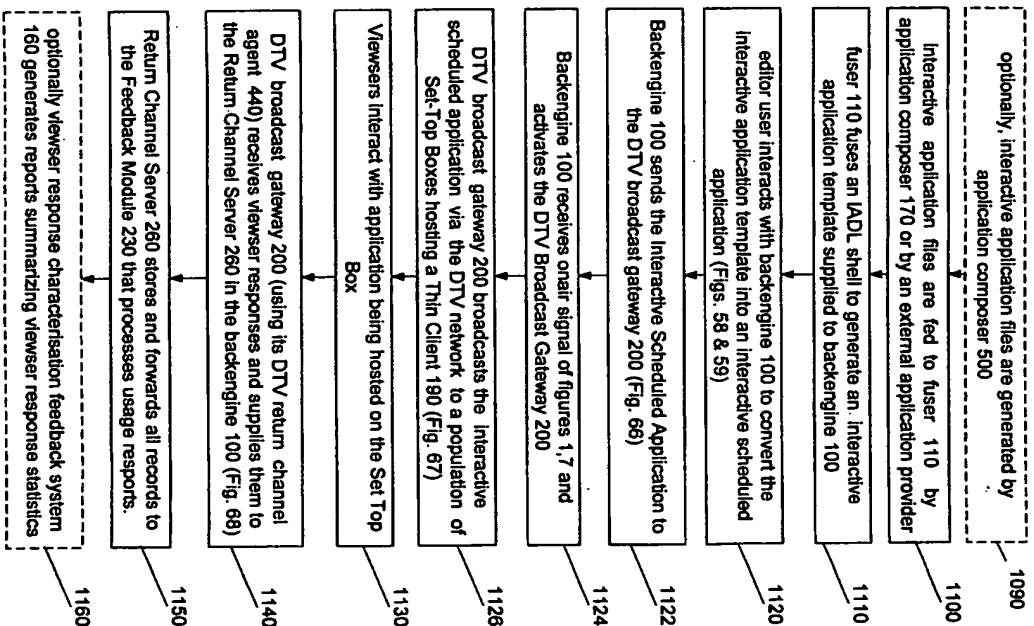 optionally, interactive application files are generated by
application composer 500
1090
interactive application files are fed to fuser 110 by
application composer 170 or by an external application provider
1100
fuser 110 fuses an IADL shell to generate an. interactive
application template supplied to backengine 100
1110
editor user interacts with backengine 100 to convert the
interactive application template into an interactive scheduled
application (Figs. 58 & 59)
1120
Backengine 100 sends the Interactive Scheduled Application to
the DTV broadcast gateway 200 (Fig. 66)
1122
Backengine 100 receives onair signal of figures 1,7 and
activates the DTV Broadcast Gateway 200
1124
DTV broadcast gateway 200 broadcasts the interactive
scheduled application via the DTV network to a population of
Set-Top Boxes hosting a Thin Client 190 (Fig. 67)
1126
Viewsers interact with application being hosted on the Set Top
Box
1130
DTV broadcast gateway 200 (using its DTV return channel
agent 440) receives viewser responses and supplies them to
the Return Channel Server 260 in the backengine 100 (Fig. 68)
1140
Return Channel Server 260 stores and forwards all records to
the Feedback Module 230 that processes usage resports.
1150
optionally viewser response characterisation feedback system
160 generates reports summarizing viewser response statistics
1160